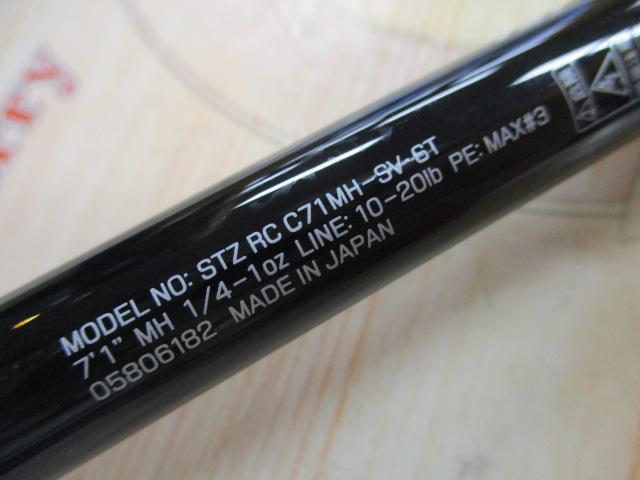 MODEL NO: STZ RC C71MH-SV-ST
7'1" MH 1/4-1oz LINE: 10-20lb PE: MAX#3
05806182 MADE IN JAPAN